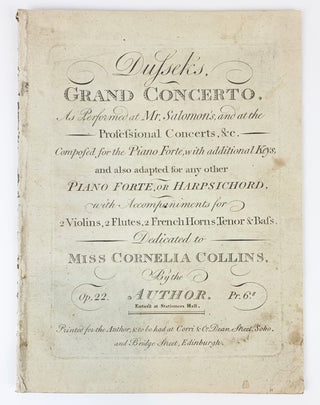 Duſsek's,
GRAND CONCERTO,
As Performed at Mr. Salomon's, and at the
Profeſsional Concerts, &c.
Composed for the Piano Forte, with additional Keys,
and also adapted for any other
PIANO FORTE, OR HARPSICHORD,
with Accompaniments for
2 Violins, 2 Flutes, 2 French Horns, Tenor & Baſs.
Dedicated to
MISS CORNELIA COLLINS,
By the
Op. 22. AUTHOR. Pr. 6.s
Enter'd at Stationers Hall.
Printed for the Author, & to be had at Corri & Co. Dean Street, Soho,
and Bridge Street, Edinburgh.